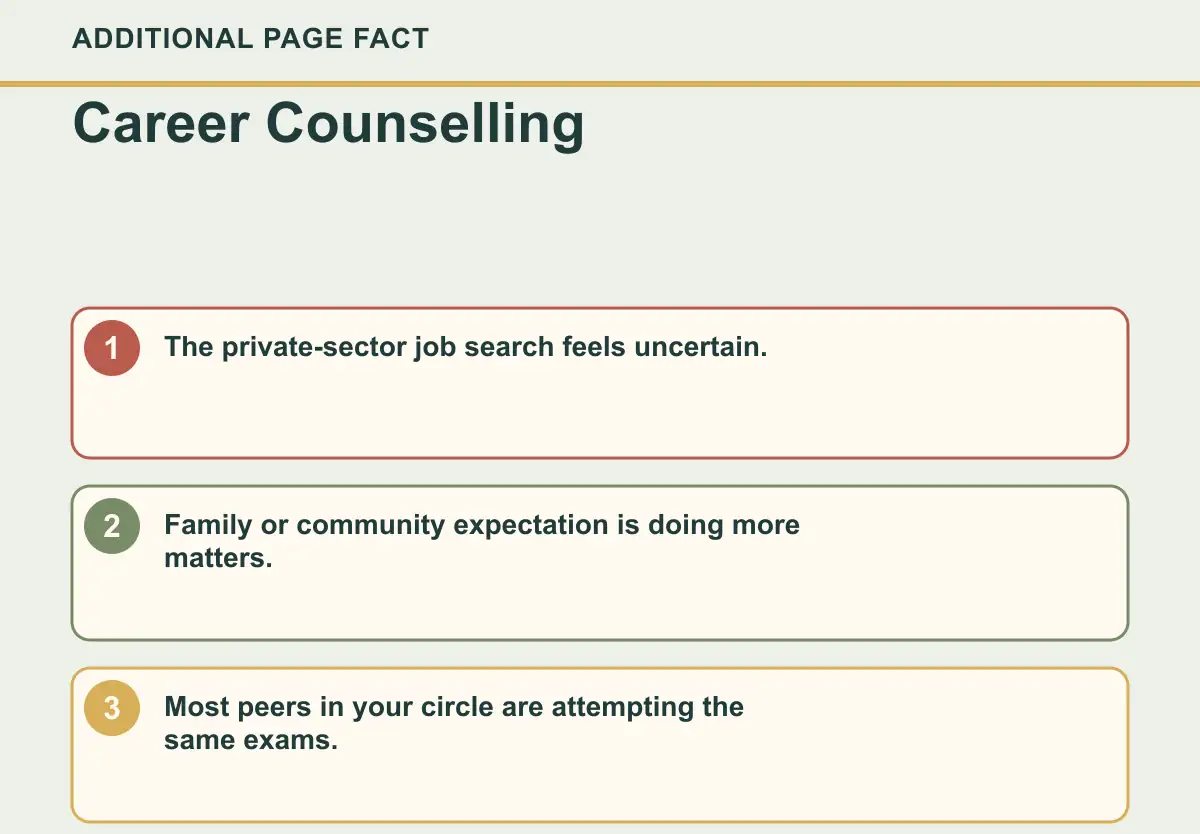 ADDITIONAL PAGE FACT
Career Counselling
1
The private-sector job search feels uncertain.
2
Family or community expectation is doing more
matters.
3
Most peers in your circle are attempting the
same exams.